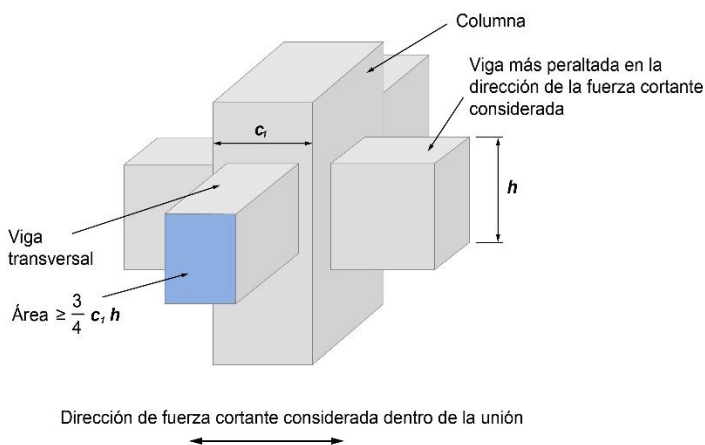 Columna
Viga más peraltada en la
dirección de la fuerza cortante
considerada
c₁
h
Viga
transversal
Área ≥ 3/4 c₁ h
Dirección de fuerza cortante considerada dentro de la unión